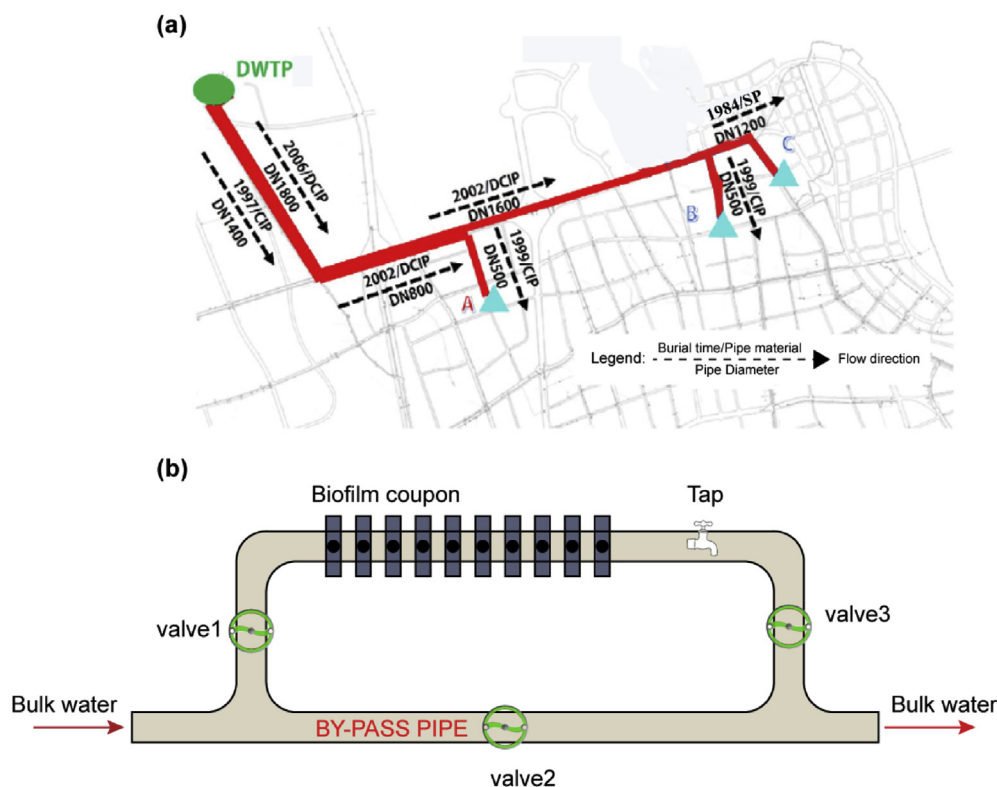 (a)
DWTP
2006/DCIP
DN1800
1997/CIP
DN1400
2002/DCIP
DN1600
2002/DCIP
DN800
1999/CIP
DN500
A
1984/SP
DN1200
C
1999/CIP
DN500
B
Legend:
Burial time/Pipe material
Pipe Diameter
Flow direction
(b)
Biofilm coupon
Tap
valve1
valve3
Bulk water
Bulk water
BY-PASS PIPE
valve2